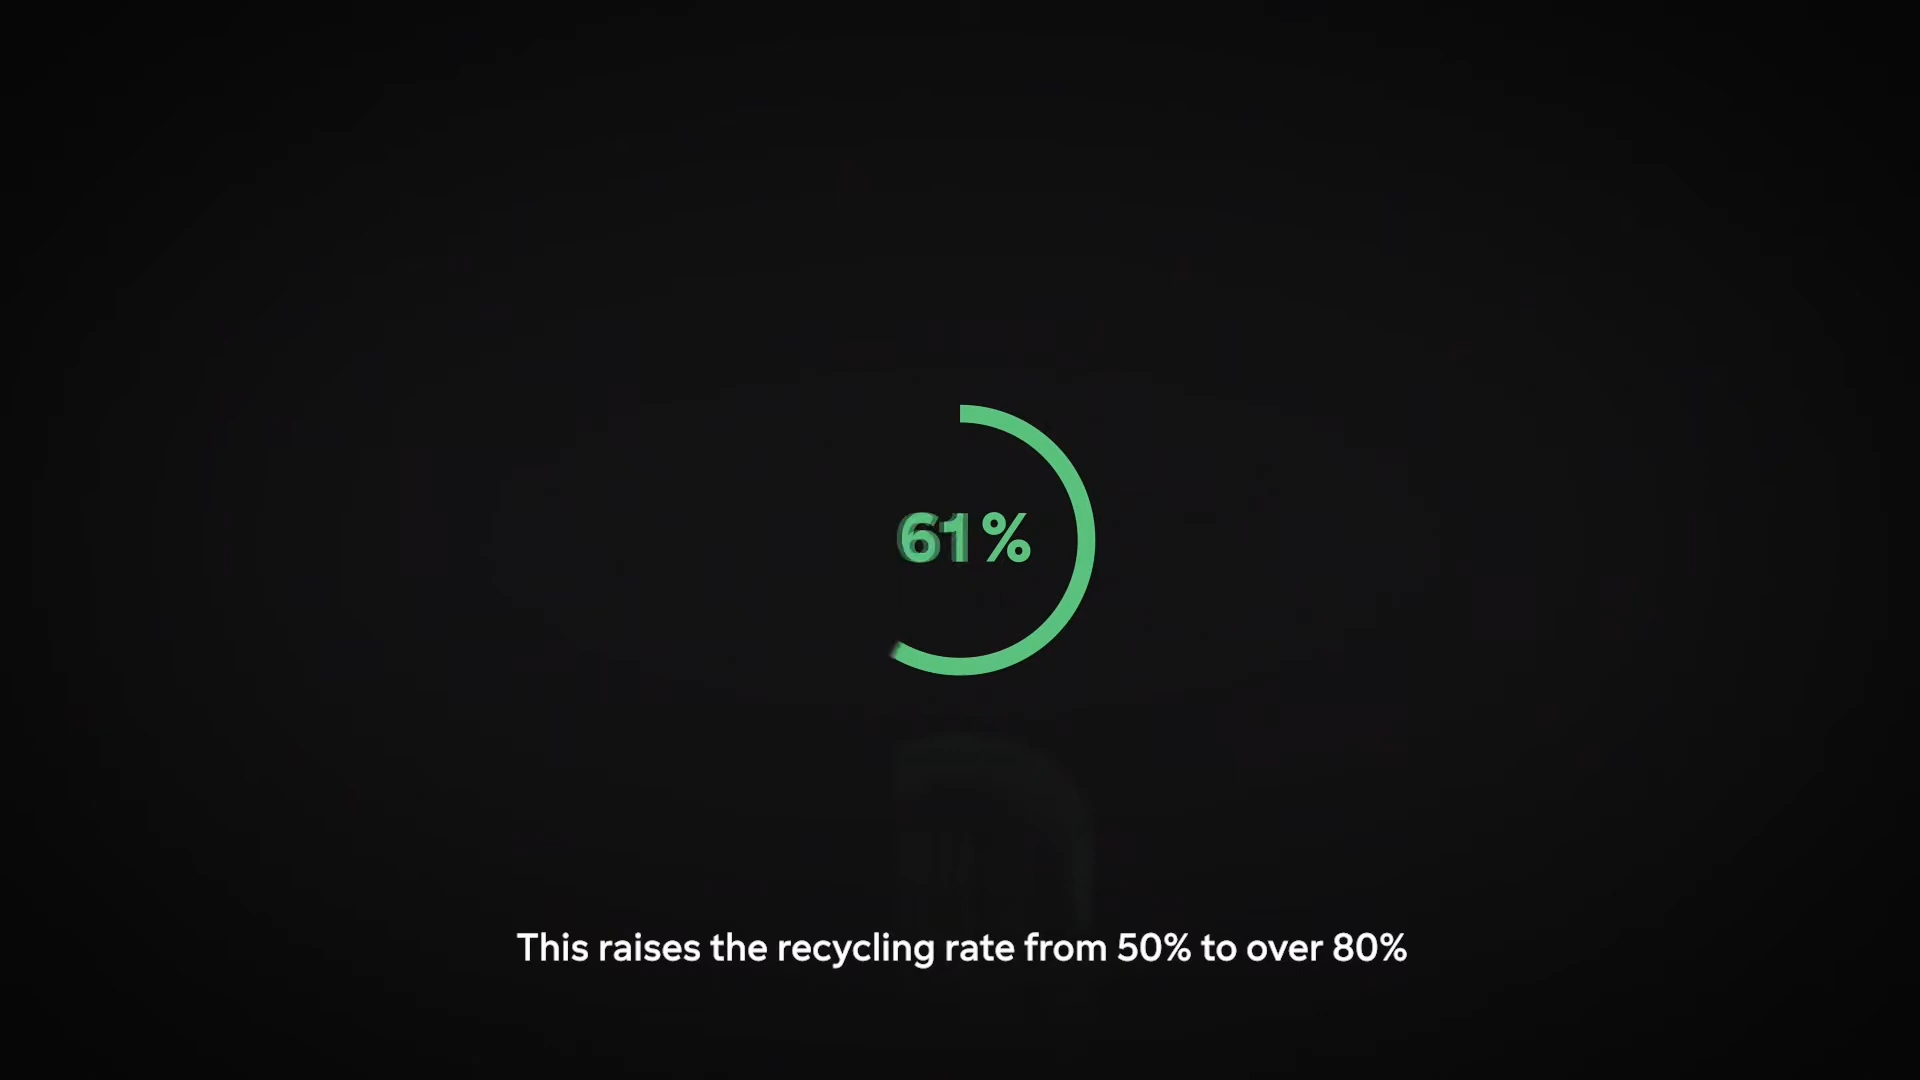 61%
This raises the recycling rate from 50% to over 80%